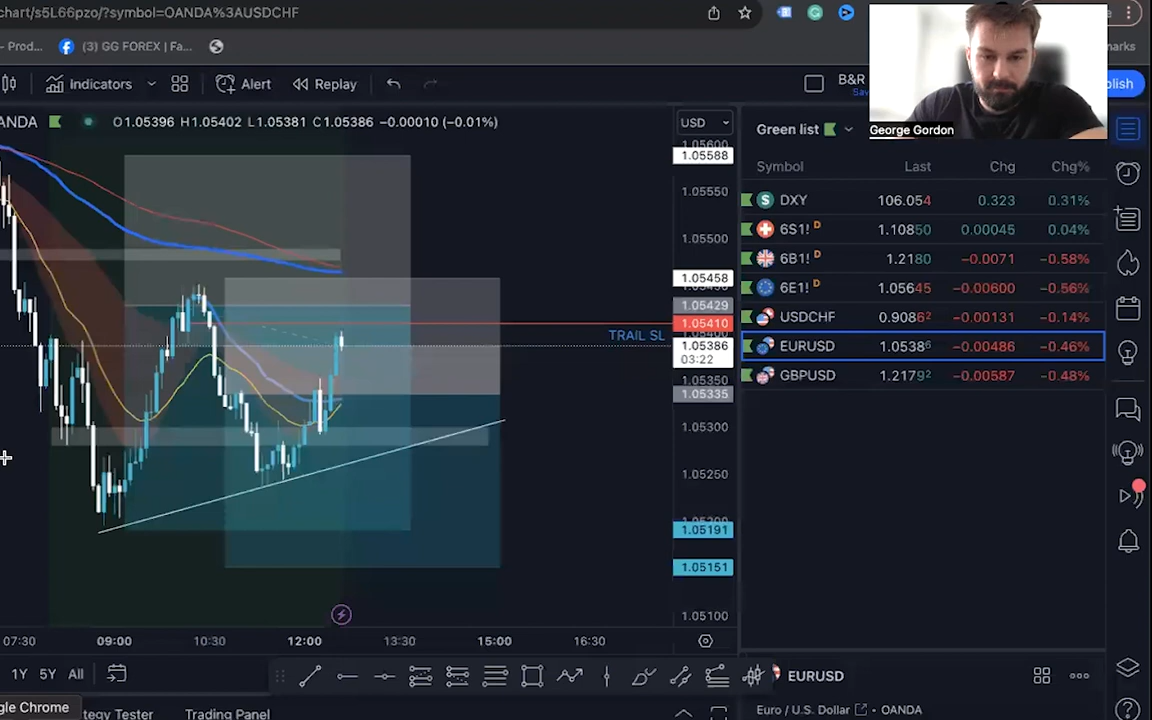 chart/s5L66pzo/?symbol=OANDA%3AUSDCHF
- Prod...
(3) GG FOREX | Fa...
marks
Indicators
Alert
Replay
B&R
Sav
plish
George Gordon
ANDA
O1.05396 H1.05402 L1.05381 C1.05386 −0.00010 (−0.01%)
USD
1.05600
1.05588
1.05550
1.05500
1.05458
1.05429
1.05410
TRAIL SL
1.05386
03:22
1.05350
1.05335
1.05300
1.05250
1.05191
1.05151
1.05100
Green list
Symbol Last Chg Chg%
DXY 106.054 0.323 0.31%
6S1! D 1.10850 0.00045 0.04%
6B1! D 1.2180 −0.0071 −0.58%
6E1! D 1.05645 −0.00600 −0.56%
USDCHF 0.90862 −0.00131 −0.14%
EURUSD 1.05386 −0.00486 −0.46%
GBPUSD 1.21792 −0.00587 −0.48%
07:30 09:00 10:30 12:00 13:30 15:00 16:30
1Y 5Y All
EURUSD
Euro / U.S. Dollar • OANDA
gle Chrome
tegy Tester
Trading Panel